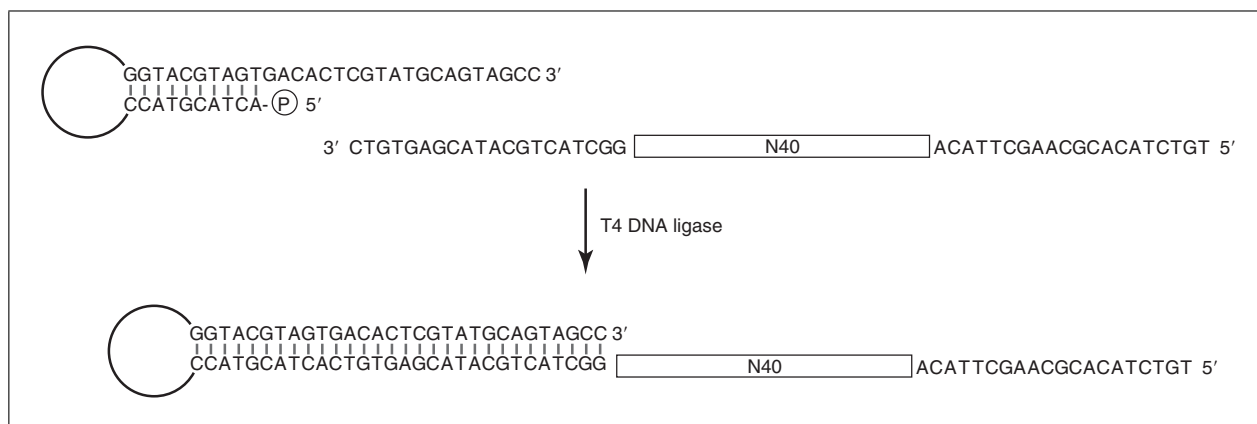 GGTACGTAGTGACACTCGTATGCAGTAGCC 3′
CCATGCATCA- P 5′
3′ CTGTGAGCATACGTCATCGG N40 ACATTCGAACGCACATCTGT 5′
T4 DNA ligase
GGTACGTAGTGACACTCGTATGCAGTAGCC 3′
CCATGCATCACTGTGAGCATACGTCATCGG N40 ACATTCGAACGCACATCTGT 5′